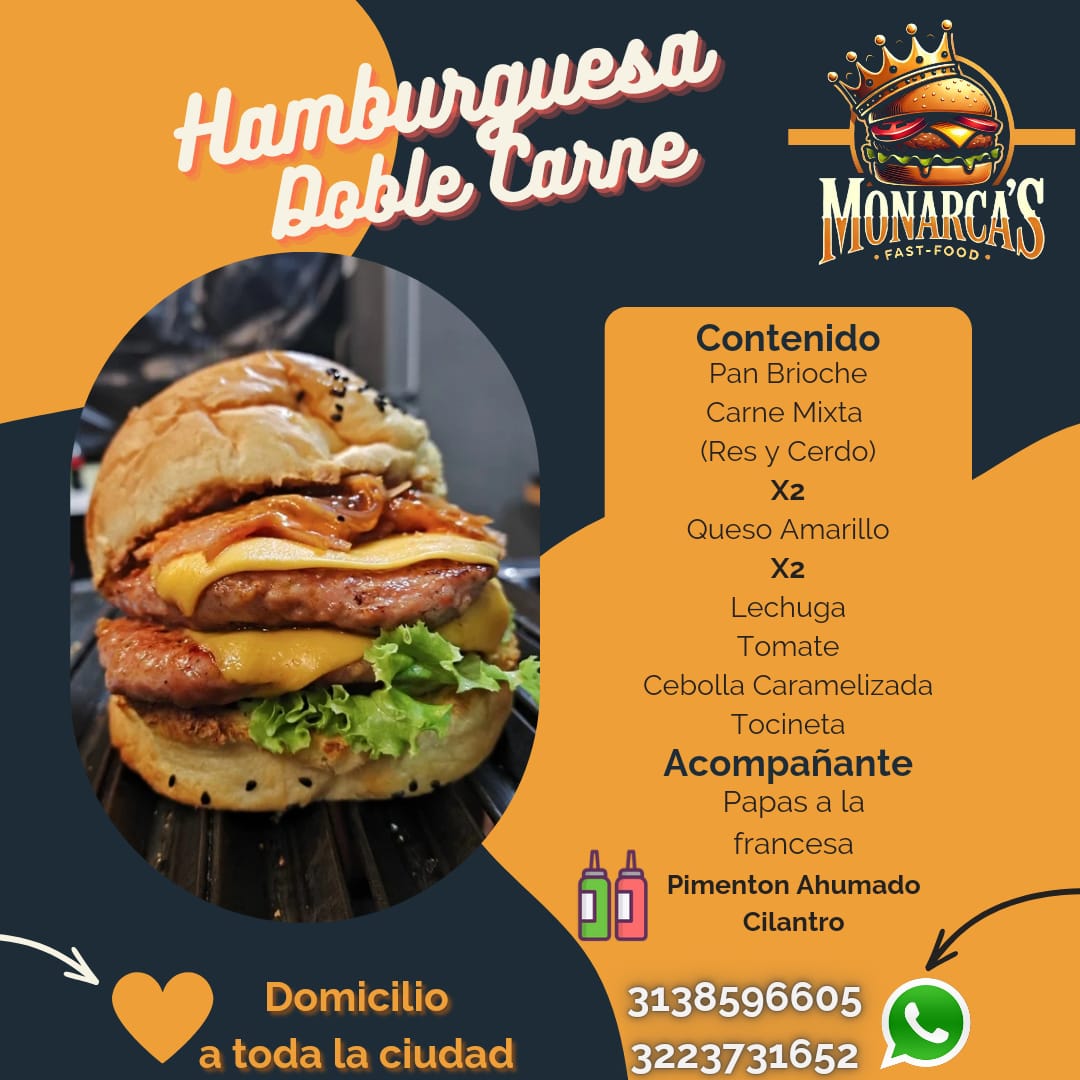 Hamburguesa
Doble Carne
MONARCA'S
• FAST-FOOD •
Contenido
Pan Brioche
Carne Mixta
(Res y Cerdo)
X2
Queso Amarillo
X2
Lechuga
Tomate
Cebolla Caramelizada
Tocineta
Acompañante
Papas a la
francesa
Pimenton Ahumado
Cilantro
Domicilio
a toda la ciudad
3138596605
3223731652